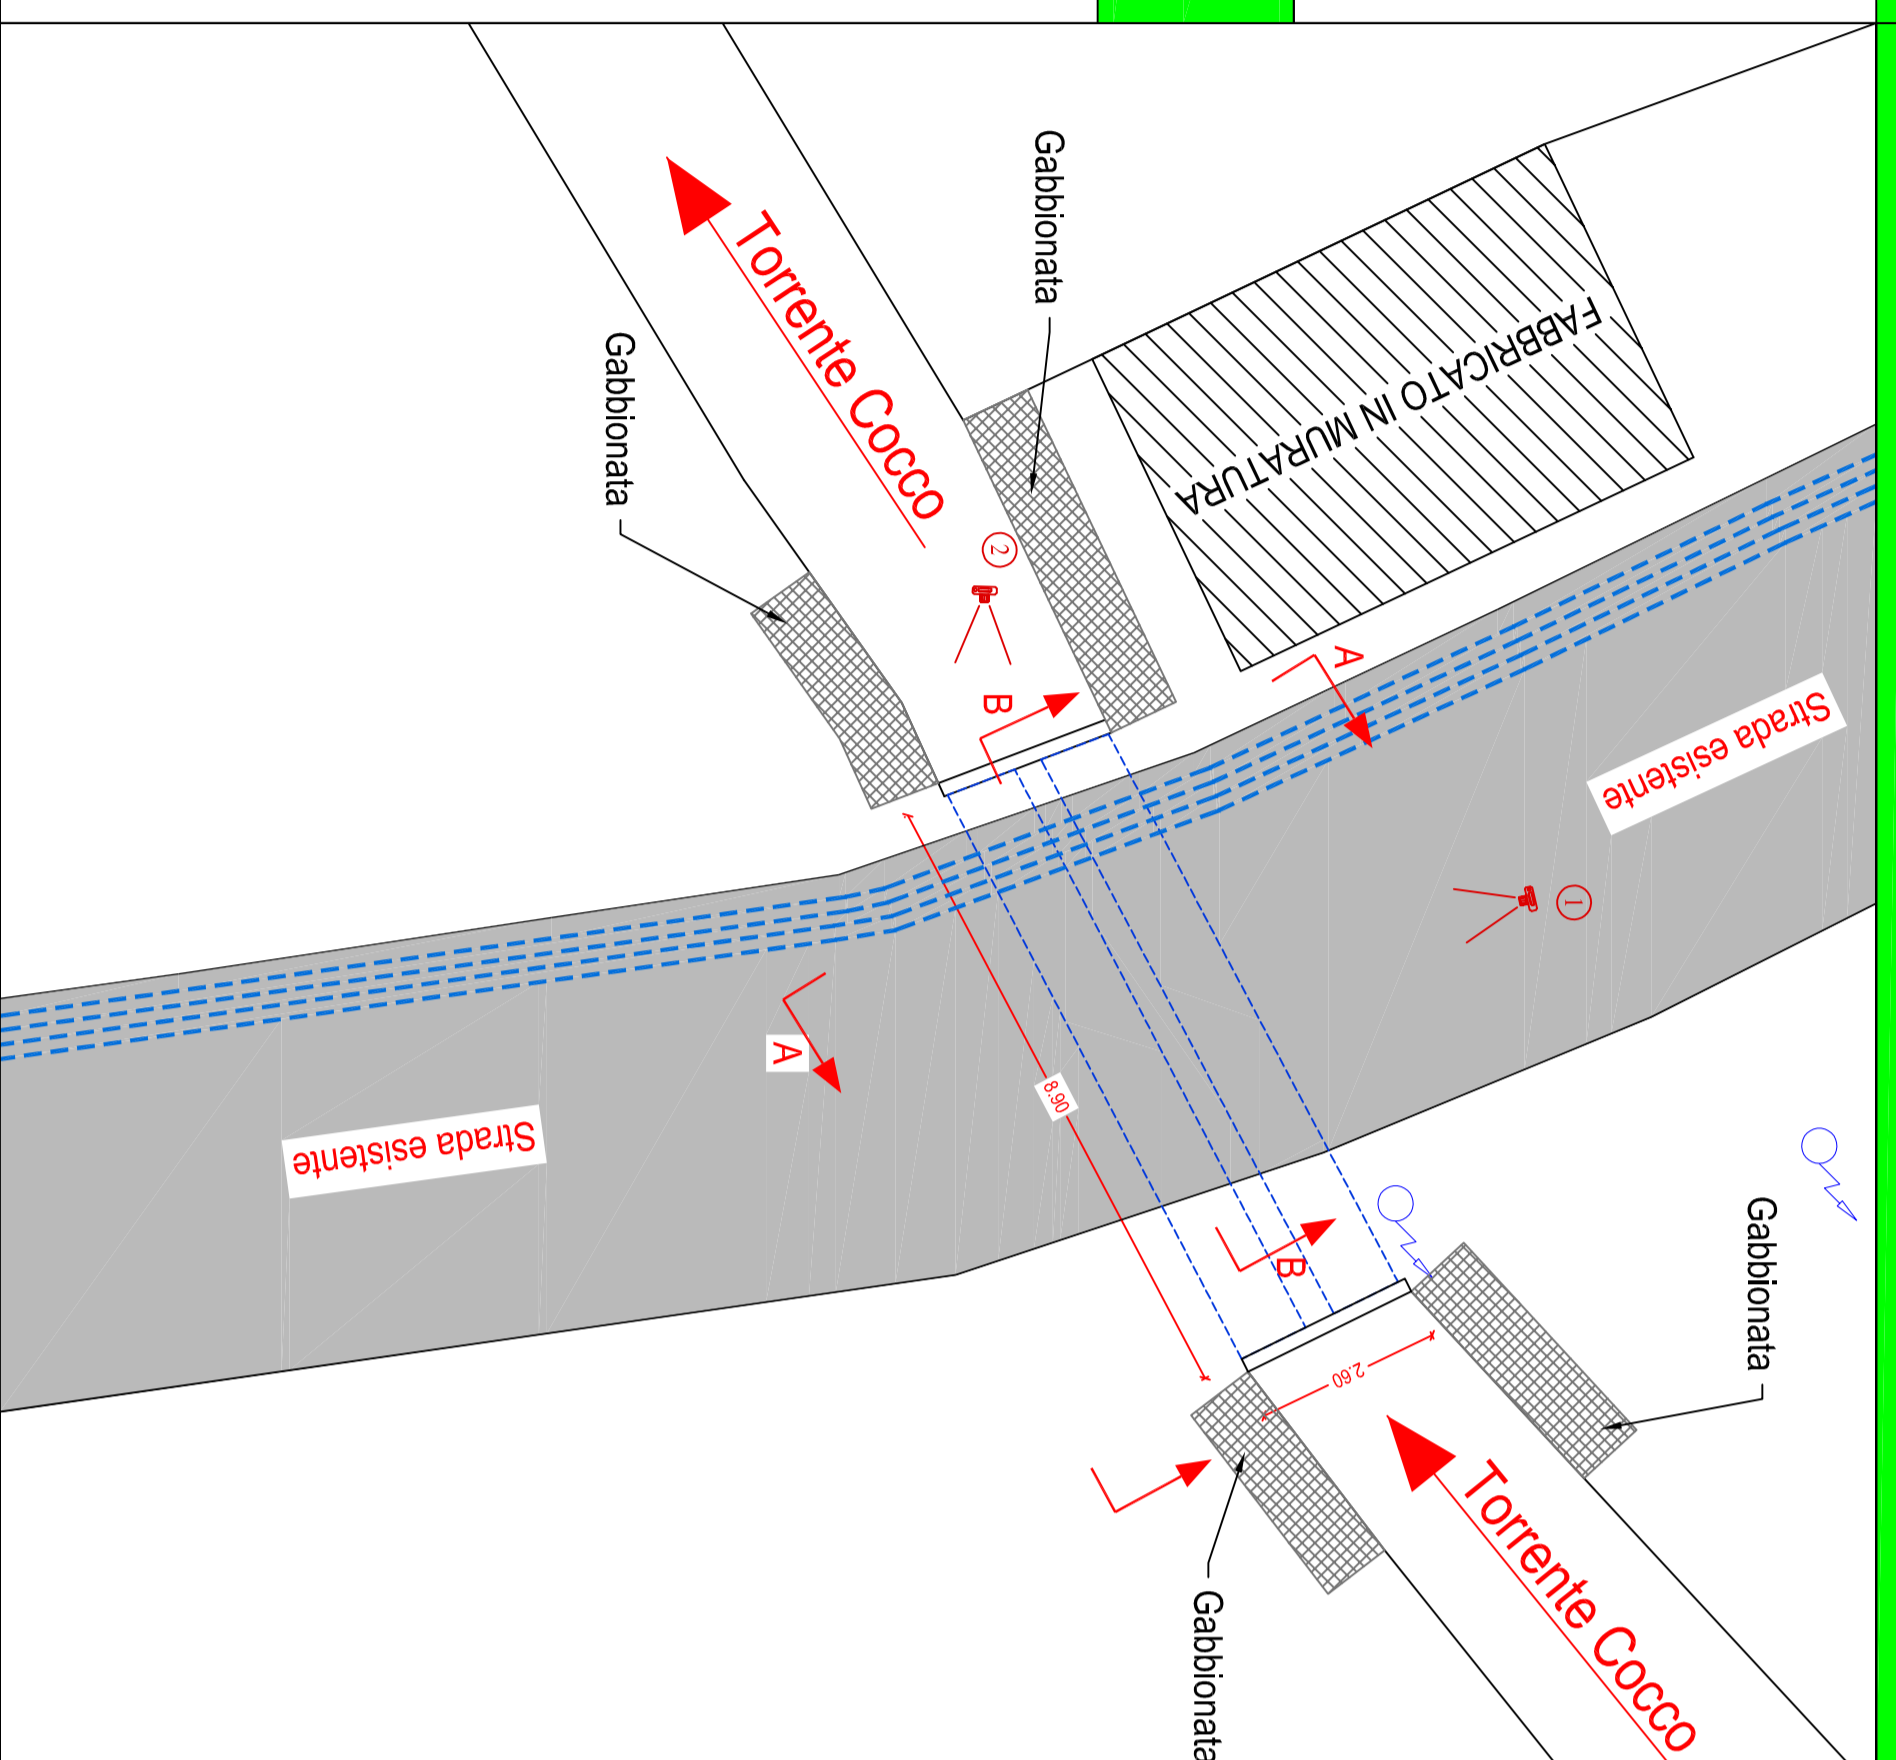 Gabbionata
Torrente Cocco
Gabbionata
FABBRICATO IN MURATURA
2
A
B
Strada esistente
1
A
8.90
Strada esistente
B
Gabbionata
2.60
Torrente Cocco
Gabbionata